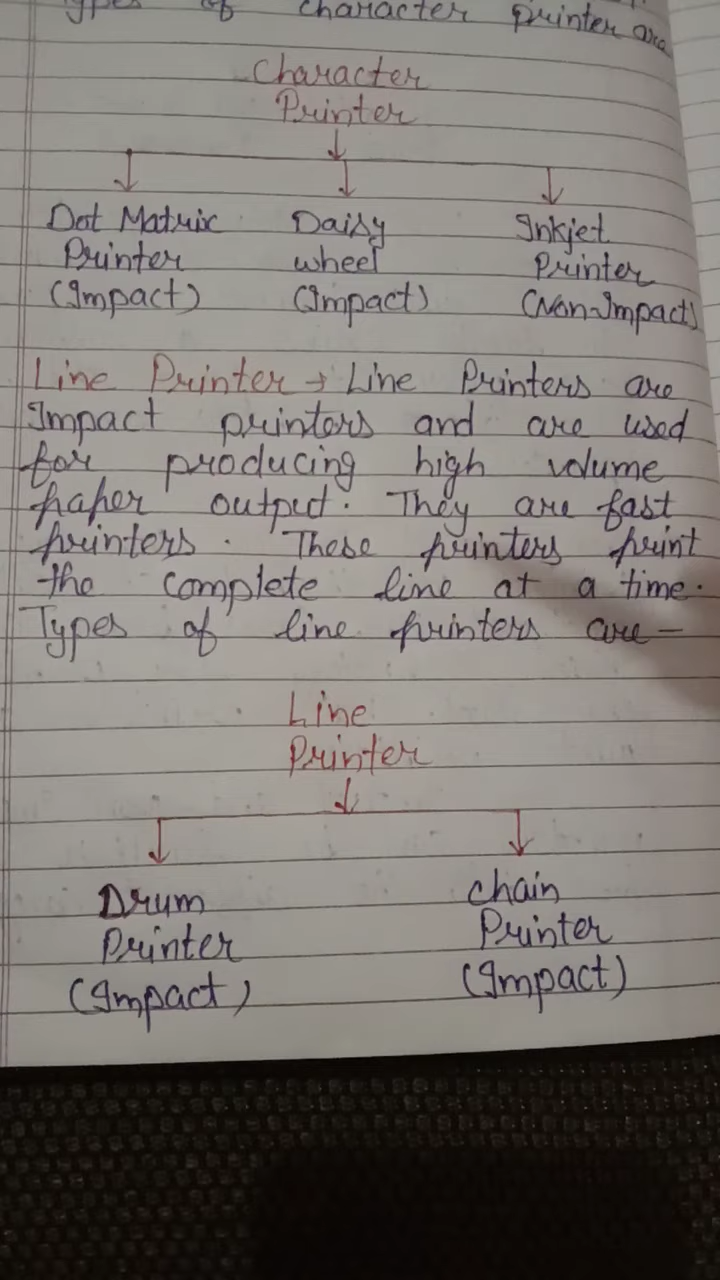 Types of character printer are
Character
Printer
Dot Matrix Daisy Inkjet
Printer wheel Printer
(Impact) (Impact) (Non-Impact)
Line Printer → Line Printers are
Impact printers and are used
for producing high volume
paper output. They are fast
printers. These printers print
the complete line at a time.
Types of line printers are —
Line
Printer
Drum chain
Printer Printer
(Impact) (Impact)